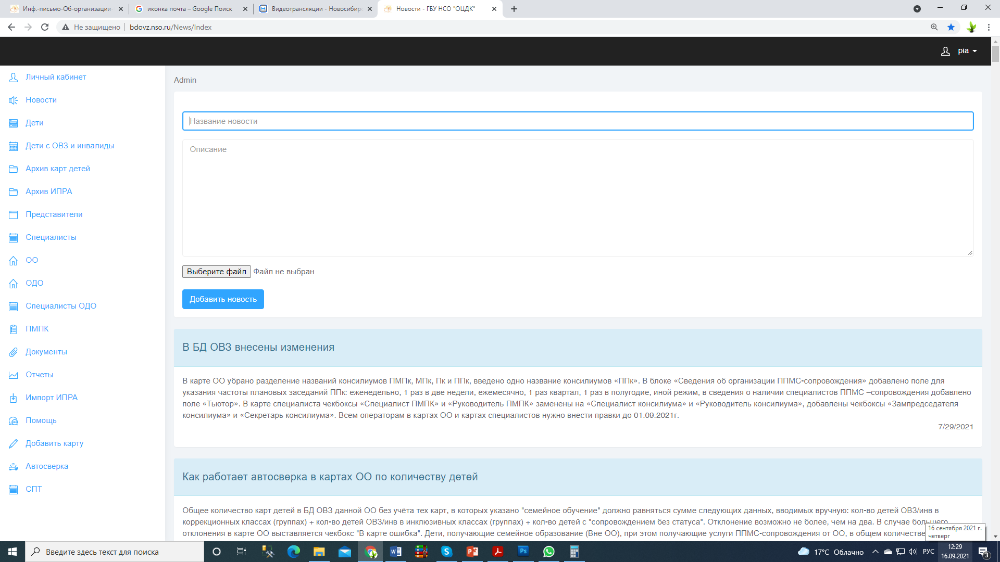 Инф.-письмо-Об-организации-
иконка почта – Google Поиск
Видеотрансляции - Новосибир
Новости - ГБУ НСО "ОЦДК"
Не защищено
bdovz.nso.ru/News/Index
pia
Личный кабинет
Новости
Дети
Дети с ОВЗ и инвалиды
Архив карт детей
Архив ИПРА
Представители
Специалисты
ОО
ОДО
Специалисты ОДО
ПМПК
Документы
Отчеты
Импорт ИПРА
Помощь
Добавить карту
Автосверка
СПТ
Admin
Название новости
Описание
Выберите файл Файл не выбран
Добавить новость
В БД ОВЗ внесены изменения
В карте ОО убрано разделение названий консилиумов ПМПк, МПк, Пк и ППк, введено одно название консилиумов «ППк». В блоке «Сведения об организации ППМС-сопровождения» добавлено поле для
указания частоты плановых заседаний ППк: еженедельно, 1 раз в две недели, ежемесячно, 1 раз квартал, 1 раз в полугодие, иной режим, в сведения о наличии специалистов ППМС –сопровождения добавлено
поле «Тьютор». В карте специалиста чекбоксы «Специалист ПМПК» и «Руководитель ПМПК» заменены на «Специалист консилиума» и «Руководитель консилиума», добавлены чекбоксы «Зампредседателя
консилиума» и «Секретарь консилиума». Всем операторам в картах ОО и картах специалистов нужно внести правки до 01.09.2021г.
7/29/2021
Как работает автосверка в картах ОО по количеству детей
Общее количество карт детей в БД ОВЗ данной ОО без учёта тех карт, в которых указано "семейное обучение" должно равняться сумме следующих данных, вводимых вручную: кол-во детей ОВЗ/инв в
коррекционных классах (группах) + кол-во детей ОВЗ/инв в инклюзивных классах (группах) + кол-во детей с "сопровождением без статуса". Отклонение возможно не более, чем на два. В случае большего
отклонения в карте ОО выставляется чекбокс "В карте ошибка". Дети, получающие семейное образование (Вне ОО), при этом получающие услуги ППМС-сопровождения от ОО, в общем количестве
16 сентября 2021 г.
четверг
Введите здесь текст для поиска
17°C Облачно
РУС
12:29
16.09.2021
3